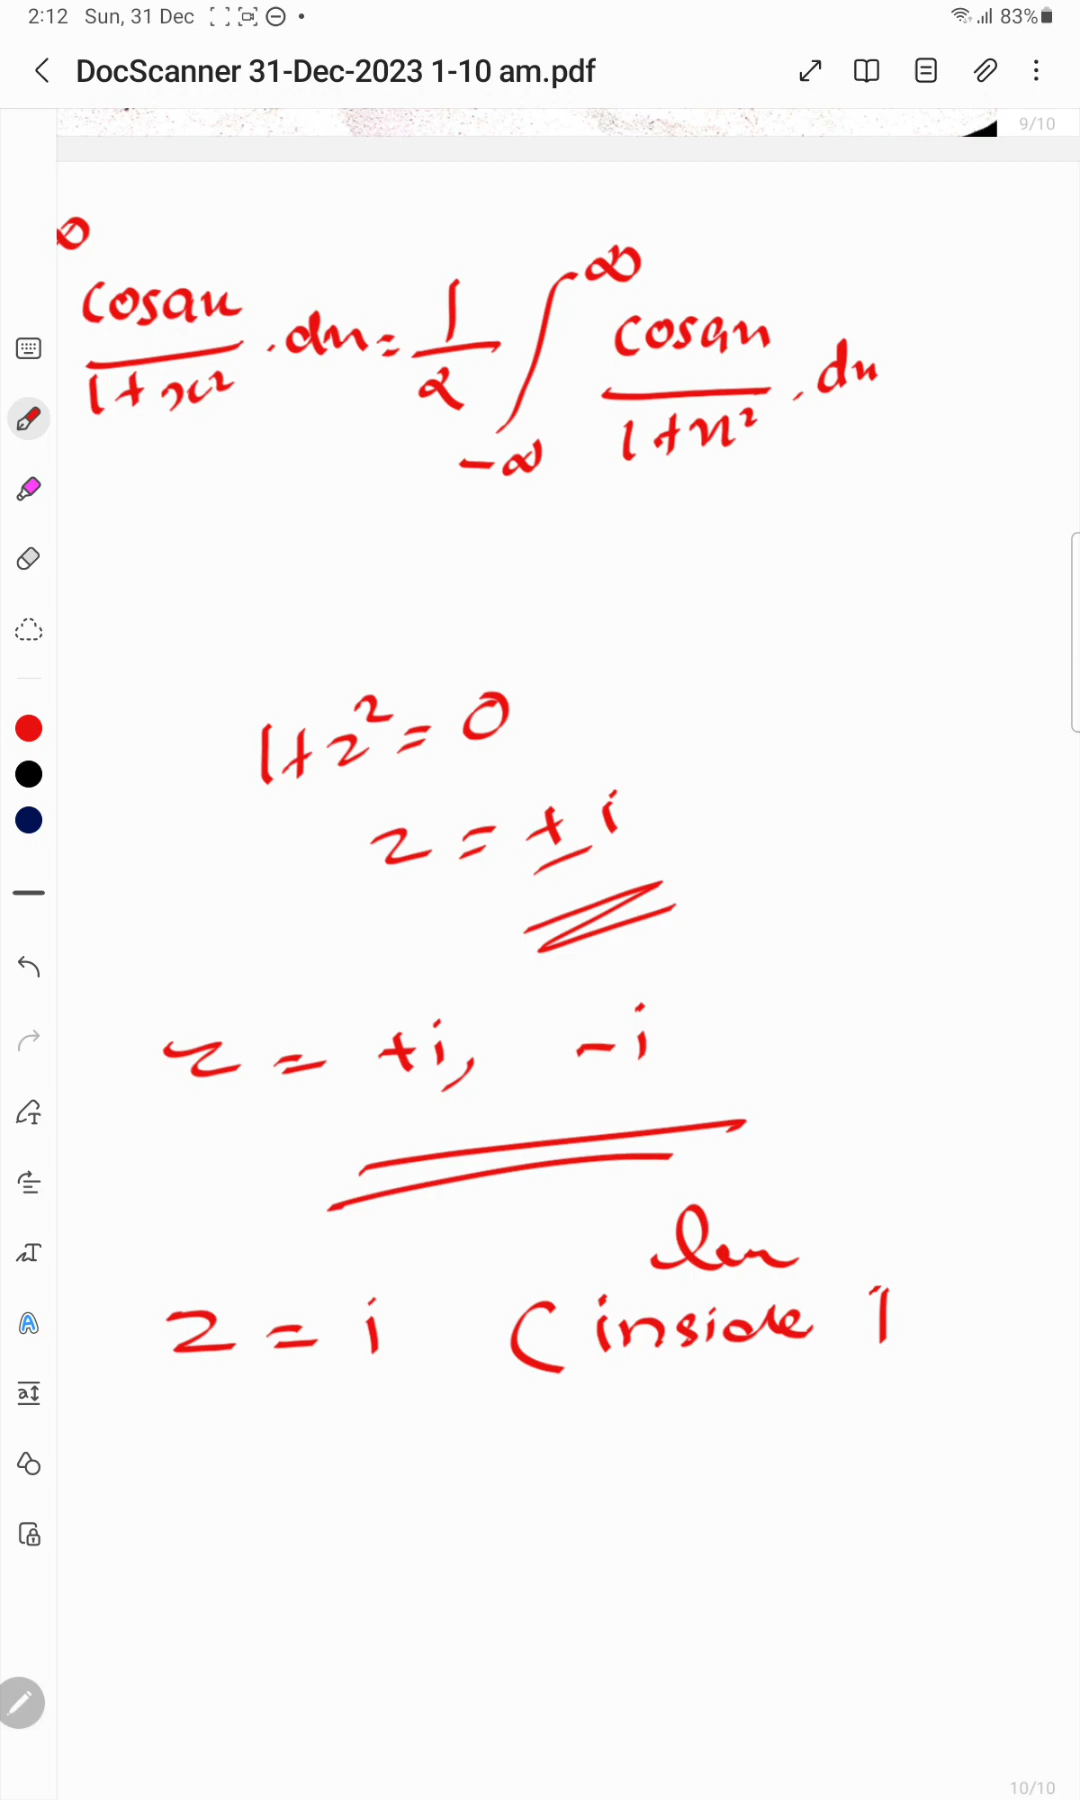 2:12 Sun, 31 Dec 83%
DocScanner 31-Dec-2023 1-10 am.pdf
9/10
∞
cosax/1+x² . dx = 1/2 ∫ -∞ ∞ cosax/1+x² . dx
1+z² = 0
z = ± i
z = +i, -i
z = i (inside
10/10